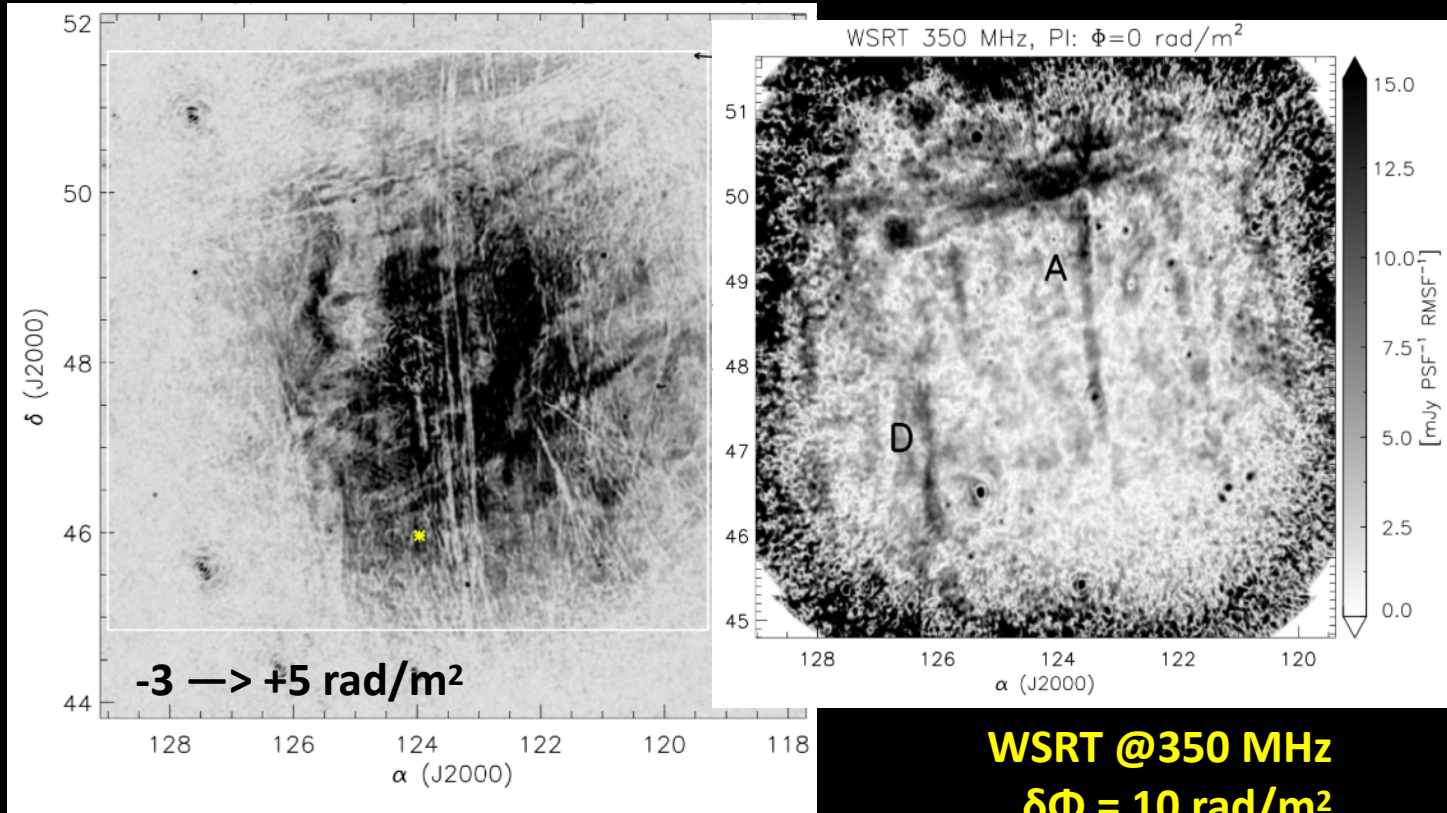 52
50
48
46
44
δ (J2000)
-3 —> +5 rad/m²
128 126 124 122 120 118
α (J2000)
WSRT 350 MHz, PI: Φ=0 rad/m²
51
50
49
48
47
46
45
A
D
128 126 124 122 120
α (J2000)
15.0
12.5
10.0
7.5
5.0
2.5
0.0
[mJy PSF⁻¹ RMSF⁻¹]
WSRT @350 MHz
δΦ = 10 rad/m²